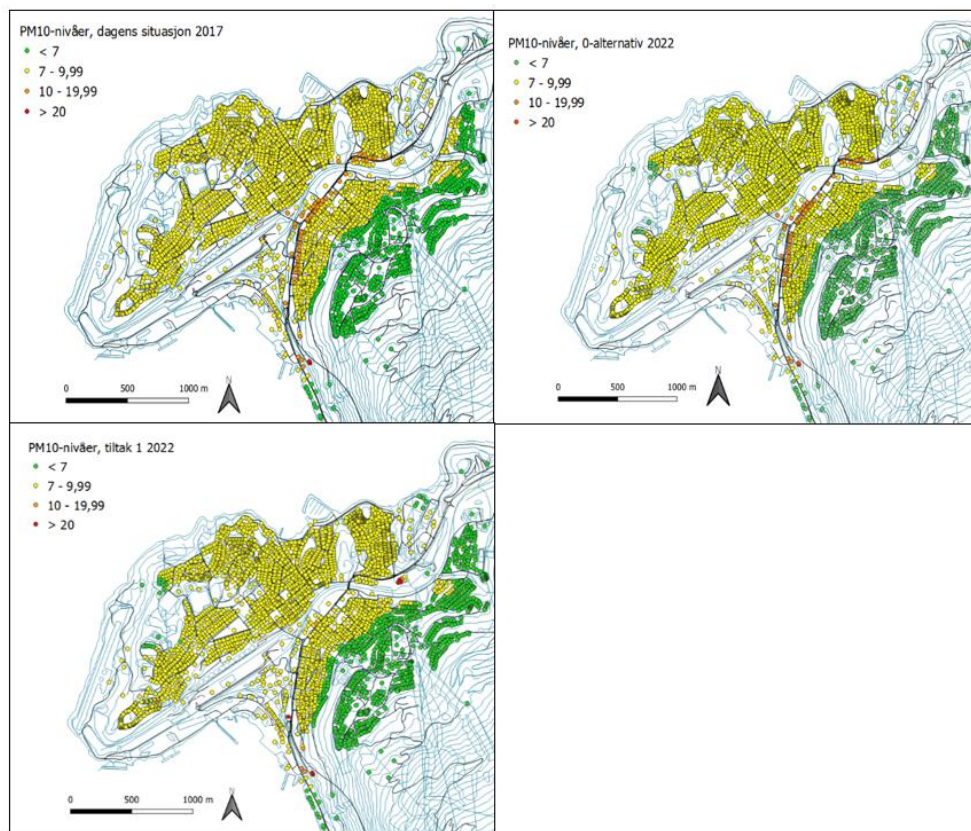 PM10-nivåer, dagens situasjon 2017
< 7
7 - 9,99
10 - 19,99
> 20
0 500 1000 m
N
PM10-nivåer, 0-alternativ 2022
< 7
7 - 9,99
10 - 19,99
> 20
0 500 1000 m
N
PM10-nivåer, tiltak 1 2022
< 7
7 - 9,99
10 - 19,99
> 20
0 500 1000 m
N